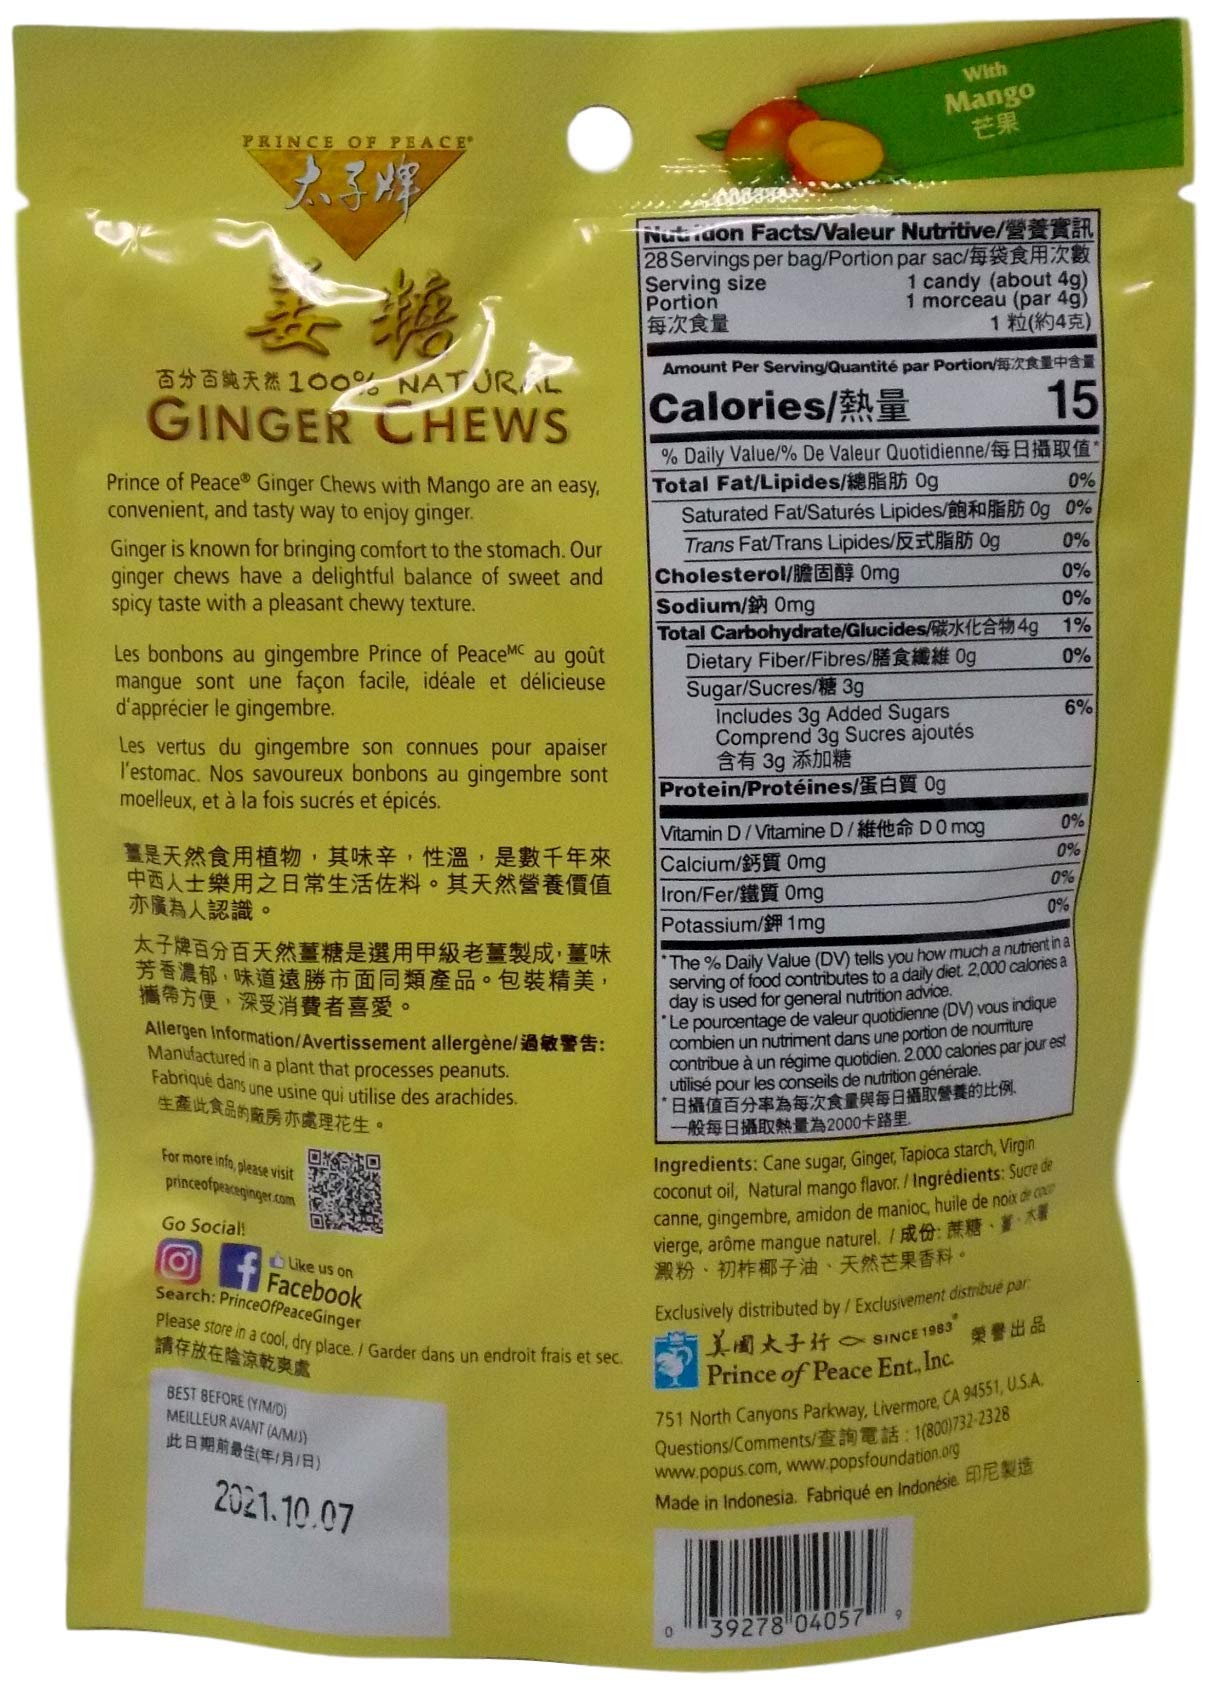 With
Mango
芒果
PRINCE OF PEACE®
太子牌
姜糖
百分百純天然 100% NATURAL
GINGER CHEWS
Prince of Peace® Ginger Chews with Mango are an easy,
convenient, and tasty way to enjoy ginger.
Ginger is known for bringing comfort to the stomach. Our
ginger chews have a delightful balance of sweet and
spicy taste with a pleasant chewy texture.
Les bonbons au gingembre Prince of Peaceᴹᶜ au goût
mangue sont une façon facile, idéale et délicieuse
d'apprécier le gingembre.
Les vertus du gingembre son connues pour apaiser
l'estomac. Nos savoureux bonbons au gingembre sont
moelleux, et à la fois sucrés et épicés.
薑是天然食用植物，其味辛，性溫，是數千年來
中西人士樂用之日常生活佐料。其天然營養價值
亦廣為人認識。
太子牌百分百天然薑糖是選用甲級老薑製成，薑味
芳香濃郁，味道遠勝市面同類產品。包裝精美，
攜帶方便，深受消費者喜愛。
Allergen Information/Avertissement allergène/過敏警告:
Manufactured in a plant that processes peanuts.
Fabriqué dans une usine qui utilise des arachides.
生產此食品的廠房亦處理花生。
For more info, please visit
princeofpeaceginger.com
Go Social!
Like us on
Facebook
Search: PrinceOfPeaceGinger
Please store in a cool, dry place. / Garder dans un endroit frais et sec.
請存放在陰涼乾爽處
BEST BEFORE (Y/M/D)
MEILLEUR AVANT (A/M/J)
此日期前最佳(年/月/日)
2021.10.07
Nutrition Facts/Valeur Nutritive/營養資訊
28 Servings per bag/Portion par sac/每袋食用次數
Serving size 1 candy (about 4g)
Portion 1 morceau (par 4g)
每次食量 1 粒(約4克)
Amount Per Serving/Quantité par Portion/每次食量中含量
Calories/熱量 15
% Daily Value/% De Valeur Quotidienne/每日攝取值*
Total Fat/Lipides/總脂肪 0g 0%
Saturated Fat/Saturés Lipides/飽和脂肪 0g 0%
Trans Fat/Trans Lipides/反式脂肪 0g 0%
Cholesterol/膽固醇 0mg 0%
Sodium/鈉 0mg 0%
Total Carbohydrate/Glucides/碳水化合物 4g 1%
Dietary Fiber/Fibres/膳食纖維 0g 0%
Sugar/Sucres/糖 3g
Includes 3g Added Sugars 6%
Comprend 3g Sucres ajoutés
含有 3g 添加糖
Protein/Protéines/蛋白質 0g
Vitamin D / Vitamine D / 維他命 D 0 mcg 0%
Calcium/鈣質 0mg 0%
Iron/Fer/鐵質 0mg 0%
Potassium/鉀 1mg 0%
*The % Daily Value (DV) tells you how much a nutrient in a
serving of food contributes to a daily diet. 2,000 calories a
day is used for general nutrition advice.
*Le pourcentage de valeur quotidienne (DV) vous indique
combien un nutriment dans une portion de nourriture
contribue à un régime quotidien. 2.000 calories par jour est
utilisé pour les conseils de nutrition générale.
*日攝值百分率為每次食量與每日攝取營養的比例.
一般每日攝取熱量為2000卡路里.
Ingredients: Cane sugar, Ginger, Tapioca starch, Virgin
coconut oil, Natural mango flavor. / Ingrédients: Sucre de
canne, gingembre, amidon de manioc, huile de noix de coco
vierge, arôme mangue naturel. / 成份: 蔗糖、薑、木薯
澱粉、初柞椰子油、天然芒果香料。
Exclusively distributed by / Exclusivement distribué par:
美國太子行 SINCE 1983® 榮譽出品
Prince of Peace Ent., Inc.
751 North Canyons Parkway, Livermore, CA 94551, U.S.A.
Questions/Comments/查詢電話 : 1(800)732-2328
www.popus.com, www.popsfoundation.org
Made in Indonesia. Fabriqué en Indonésie. 印尼製造
0 39278 04057 9